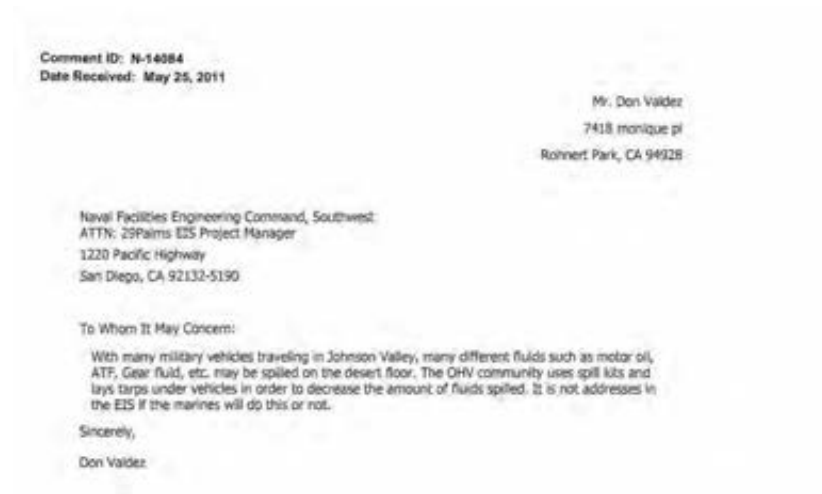 Comment ID: N-14084
Date Received: May 25, 2011
Mr. Don Valdez
7418 monique pl
Rohnert Park, CA 94928
Naval Facilities Engineering Command, Southwest
ATTN: 29Palms EIS Project Manager
1220 Pacific Highway
San Diego, CA 92132-5190
To Whom It May Concern:
With many military vehicles traveling in Johnson Valley, many different fluids such as motor oil,
ATF, Gear fluid, etc. may be spilled on the desert floor. The OHV community uses spill kits and
lays tarps under vehicles in order to decrease the amount of fluids spilled. It is not addresses in
the EIS if the marines will do this or not.
Sincerely,
Don Valdez